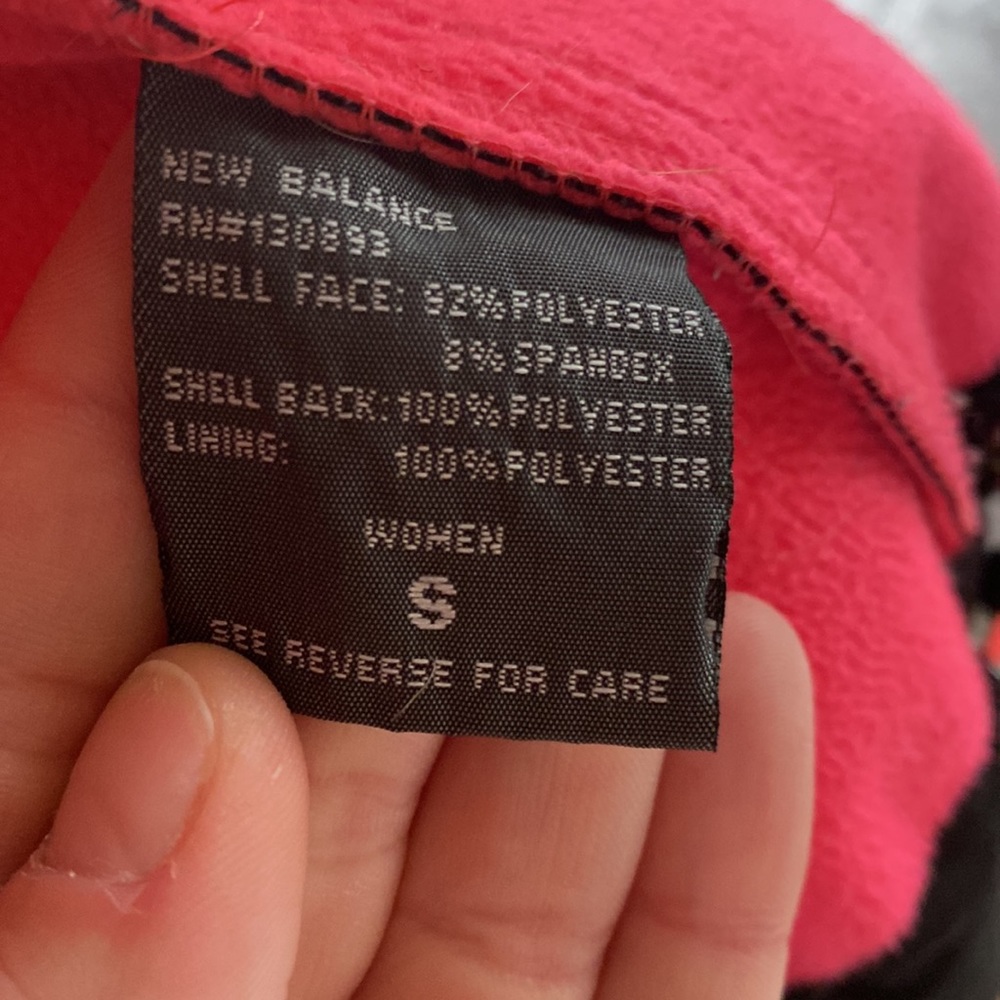 NEW BALANCE
RN#130893
SHELL FACE: 92% POLYESTER
8% SPANDEX
SHELL BACK: 100% POLYESTER
LINING: 100% POLYESTER
WOMEN
S
SEE REVERSE FOR CARE